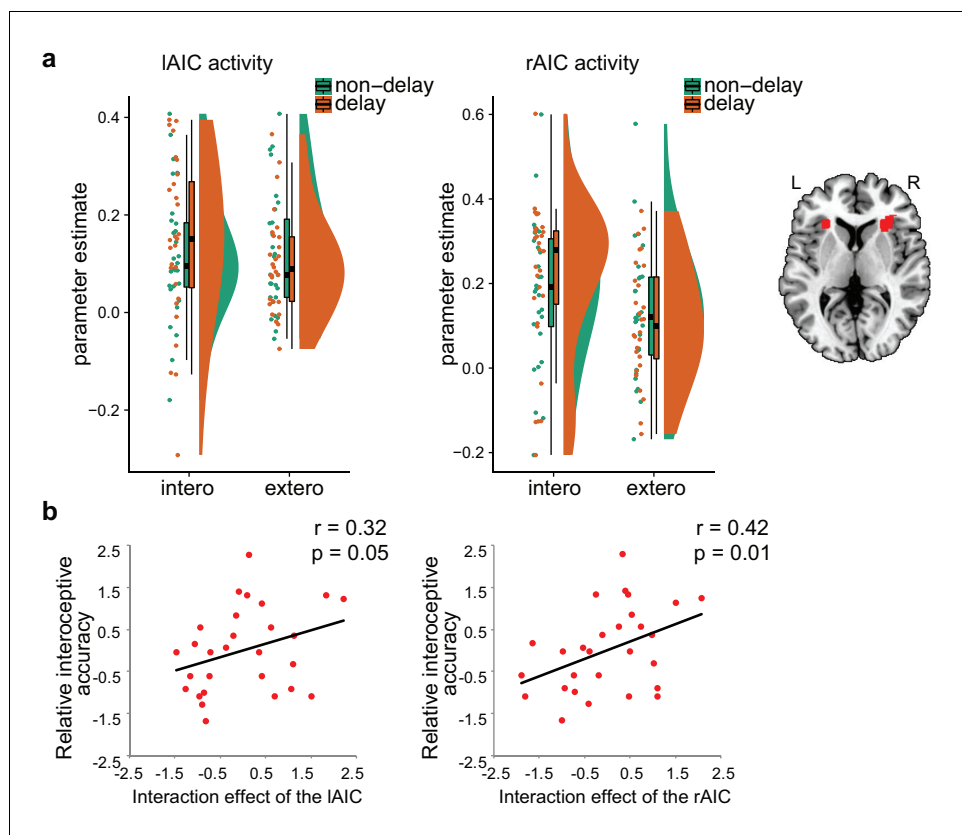 a
lAIC activity
non-delay
delay
parameter estimate
0.4
0.2
0.0
−0.2
intero
extero
rAIC activity
non-delay
delay
parameter estimate
0.6
0.4
0.2
0.0
−0.2
intero
extero
L
R
b
r = 0.32
p = 0.05
Relative interoceptive
accuracy
2.5
1.5
0.5
-0.5
-1.5
-2.5
-2.5
-1.5
-0.5
0.5
1.5
2.5
Interaction effect of the lAIC
r = 0.42
p = 0.01
Relative interoceptive
accuracy
2.5
1.5
0.5
-0.5
-1.5
-2.5
-2.5
-1.5
-0.5
0.5
1.5
2.5
Interaction effect of the rAIC